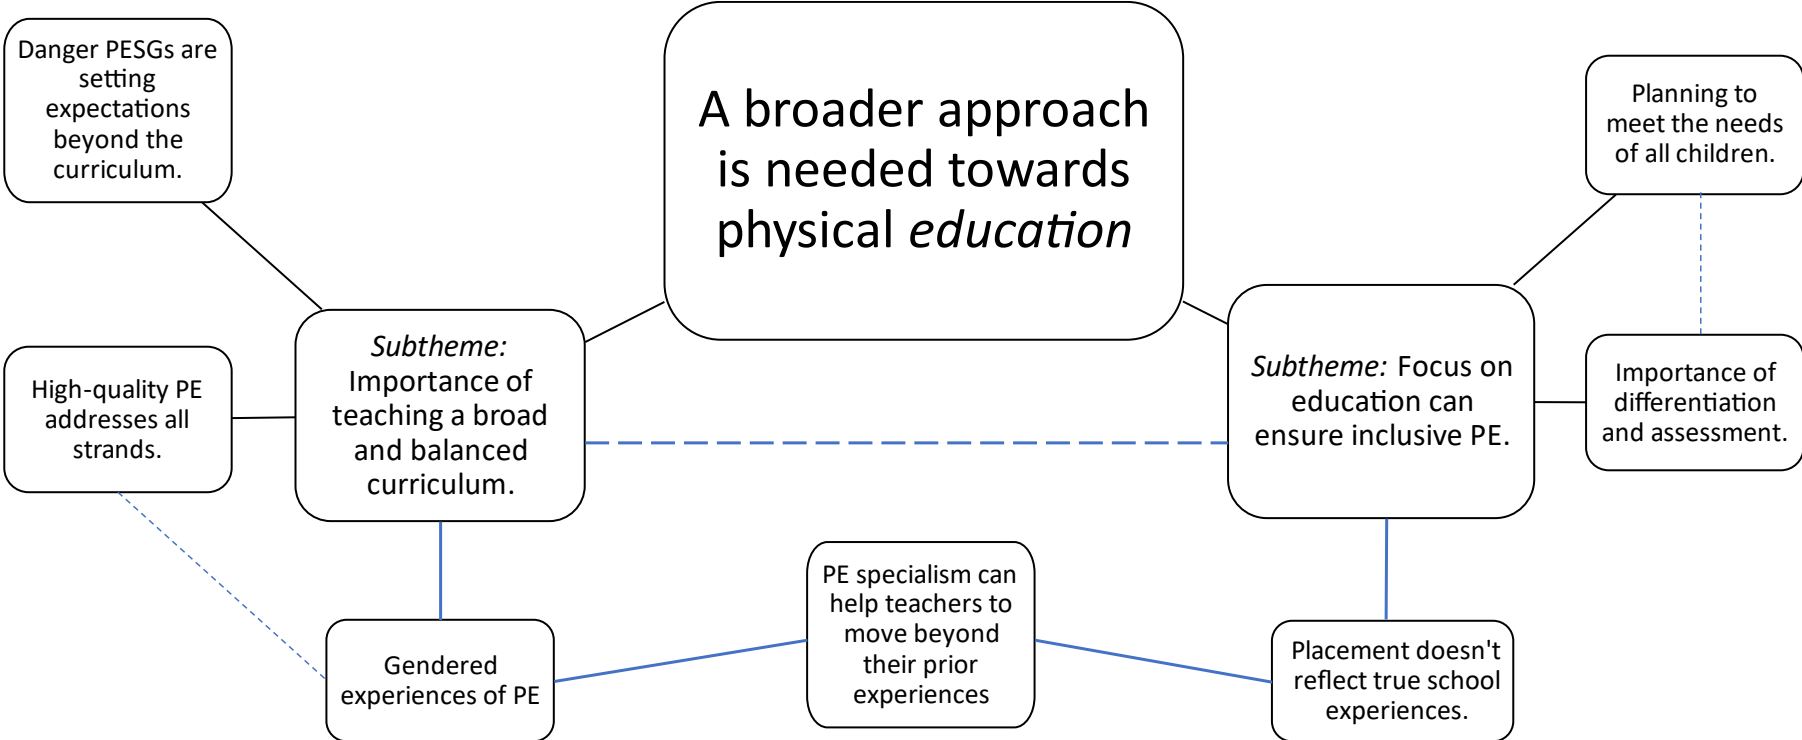 Danger PESGs are
setting
expectations
beyond the
curriculum.
A broader approach
is needed towards
physical education
Planning to
meet the needs
of all children.
High-quality PE
addresses all
strands.
Subtheme:
Importance of
teaching a broad
and balanced
curriculum.
Subtheme: Focus on
education can
ensure inclusive PE.
Importance of
differentiation
and assessment.
Gendered
experiences of PE
PE specialism can
help teachers to
move beyond
their prior
experiences
Placement doesn't
reflect true school
experiences.